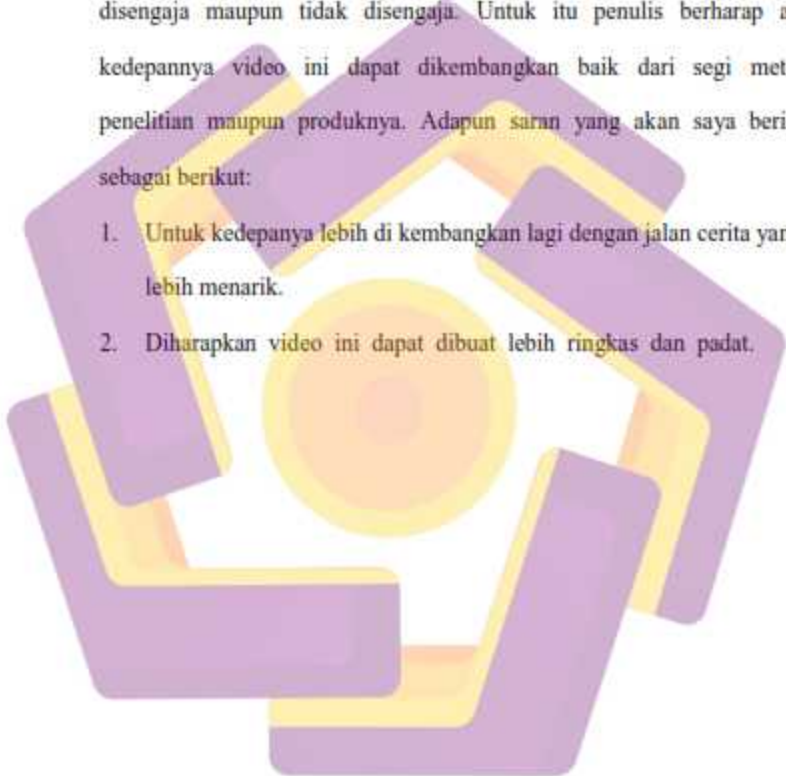 disengaja maupun tidak disengaja. Untuk itu penulis berharap
kedepannya video ini dapat dikembangkan baik dari segi
penelitian maupun produknya. Adapun saran yang akan saya
sebagai berikut:
1. Untuk kedepanya lebih di kembangkan lagi dengan jalan cerita
lebih menarik.
2. Diharapkan video ini dapat dibuat lebih ringkas dan padat.